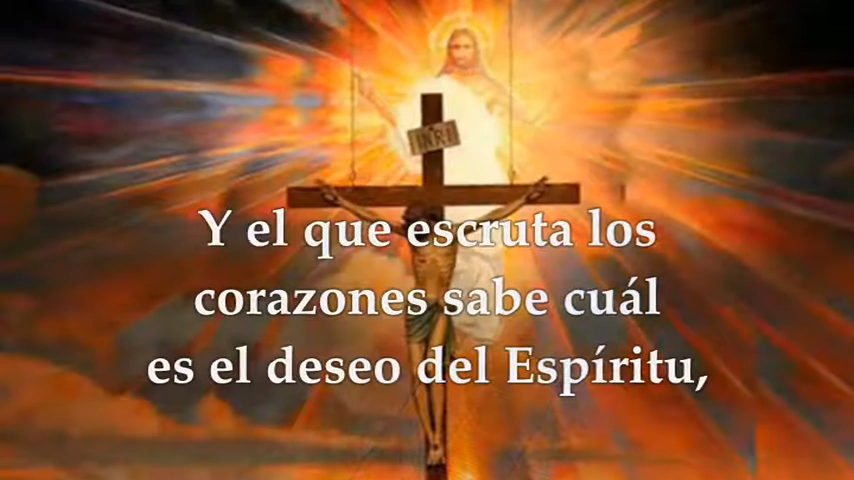 INRI
Y el que escruta los
corazones sabe cuál
es el deseo del Espíritu,